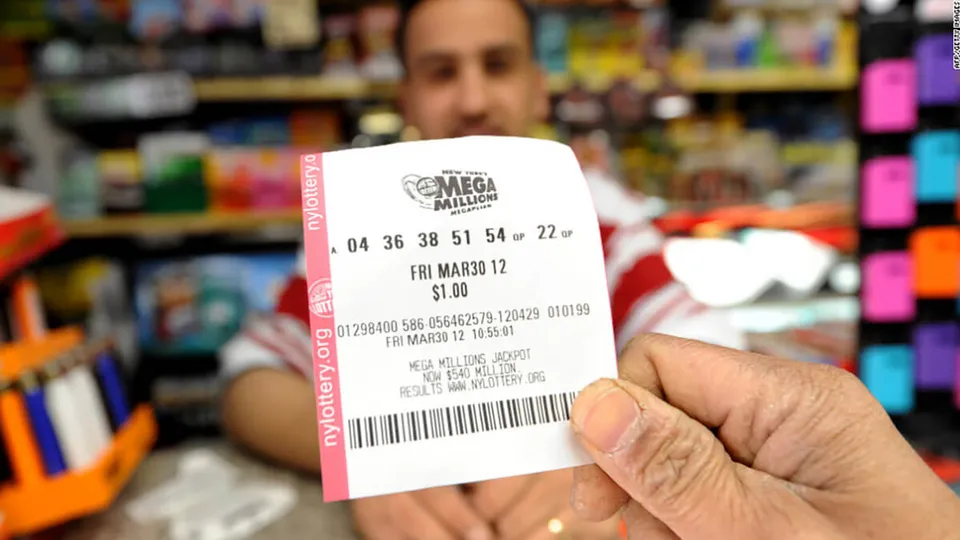 AFP/GETTY IMAGES
nylottery.o
nylottery.org
NEW YORK'S
MEGA
MILLIONS
MEGAPLIER
A 04 36 38 51 54 QP 22 QP
FRI MAR30 12
$1.00
01298400 586-056462579-120429 010199
FRI MAR30 12 10:55:01
MEGA MILLIONS JACKPOT
NOW $540 MILLION.
RESULTS WWW.NYLOTTERY.ORG